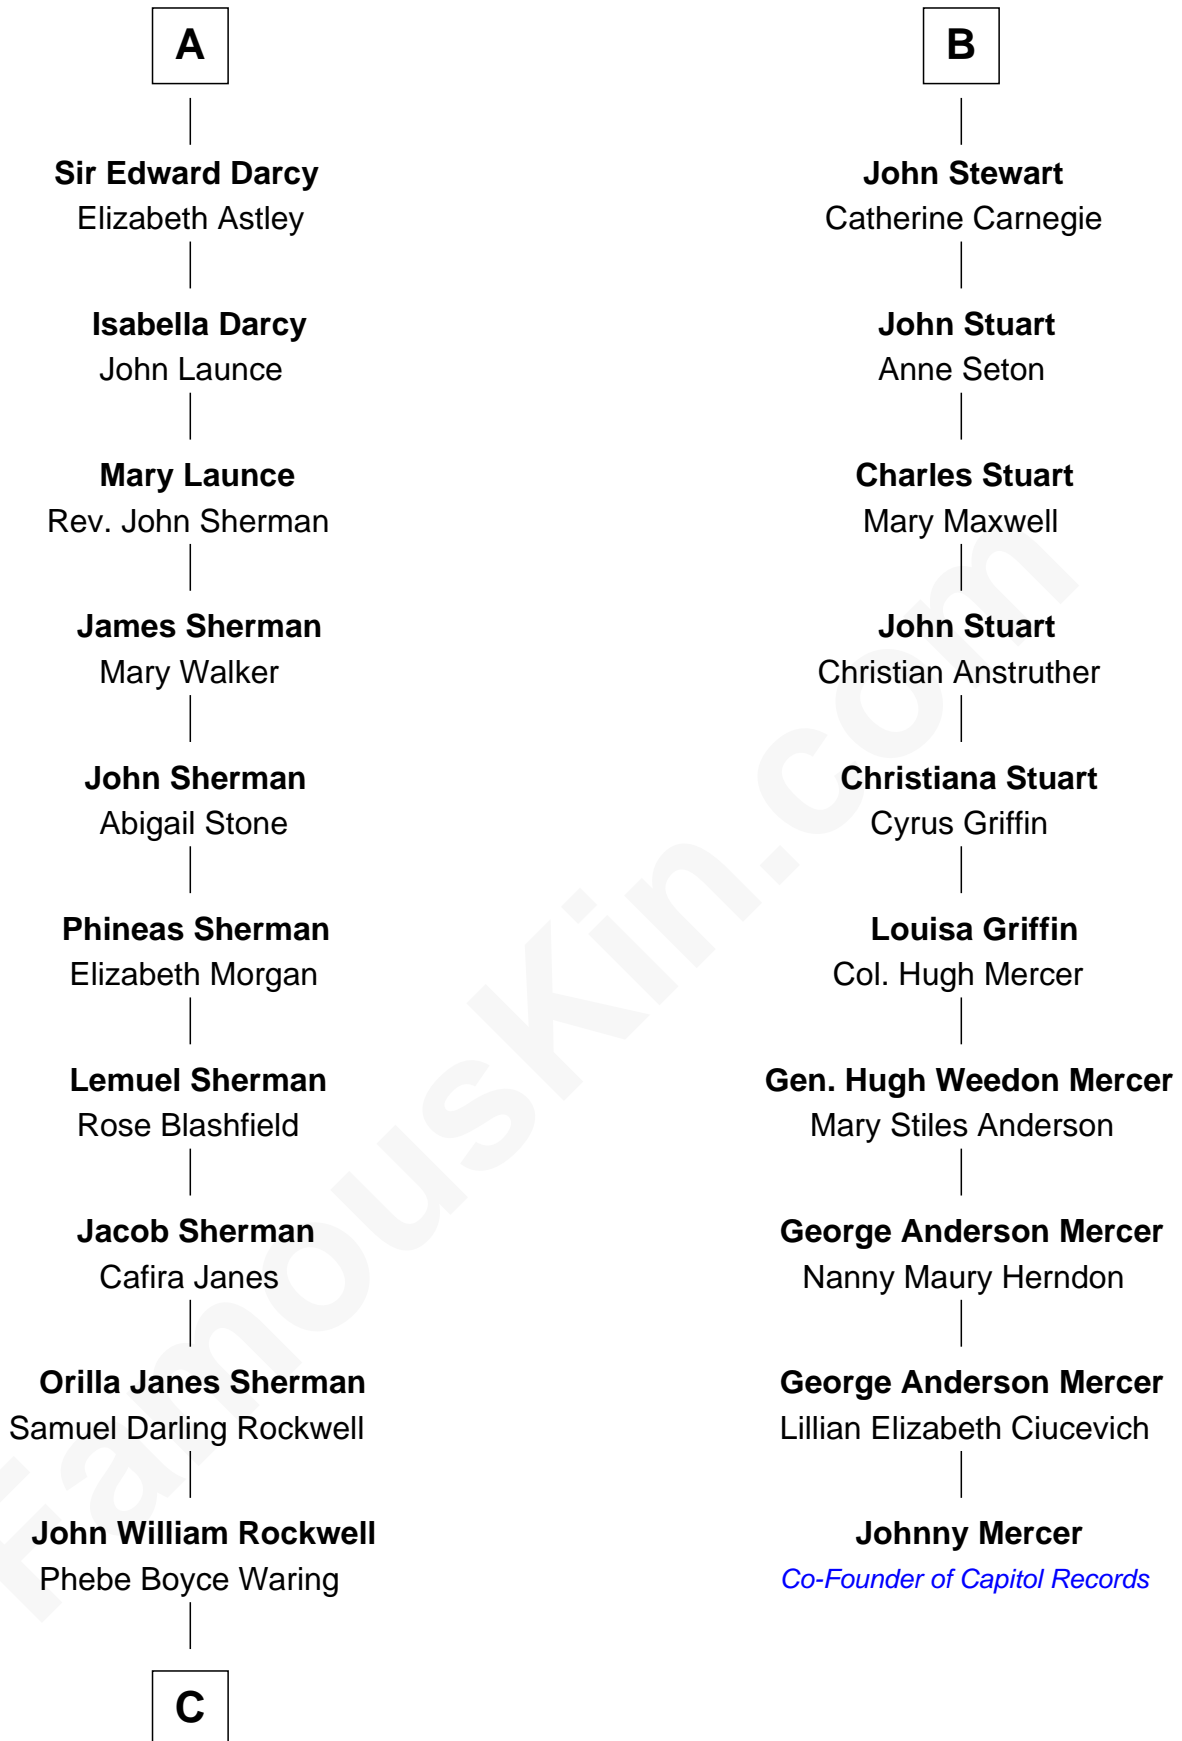 A
Sir Edward Darcy
Elizabeth Astley
Isabella Darcy
John Launce
Mary Launce
Rev. John Sherman
James Sherman
Mary Walker
John Sherman
Abigail Stone
Phineas Sherman
Elizabeth Morgan
Lemuel Sherman
Rose Blashfield
Jacob Sherman
Cafira Janes
Orilla Janes Sherman
Samuel Darling Rockwell
John William Rockwell
Phebe Boyce Waring
C
B
John Stewart
Catherine Carnegie
John Stuart
Anne Seton
Charles Stuart
Mary Maxwell
John Stuart
Christian Anstruther
Christiana Stuart
Cyrus Griffin
Louisa Griffin
Col. Hugh Mercer
Gen. Hugh Weedon Mercer
Mary Stiles Anderson
George Anderson Mercer
Nanny Maury Herndon
George Anderson Mercer
Lillian Elizabeth Ciucevich
Johnny Mercer
Co-Founder of Capitol Records
FamousKin.com